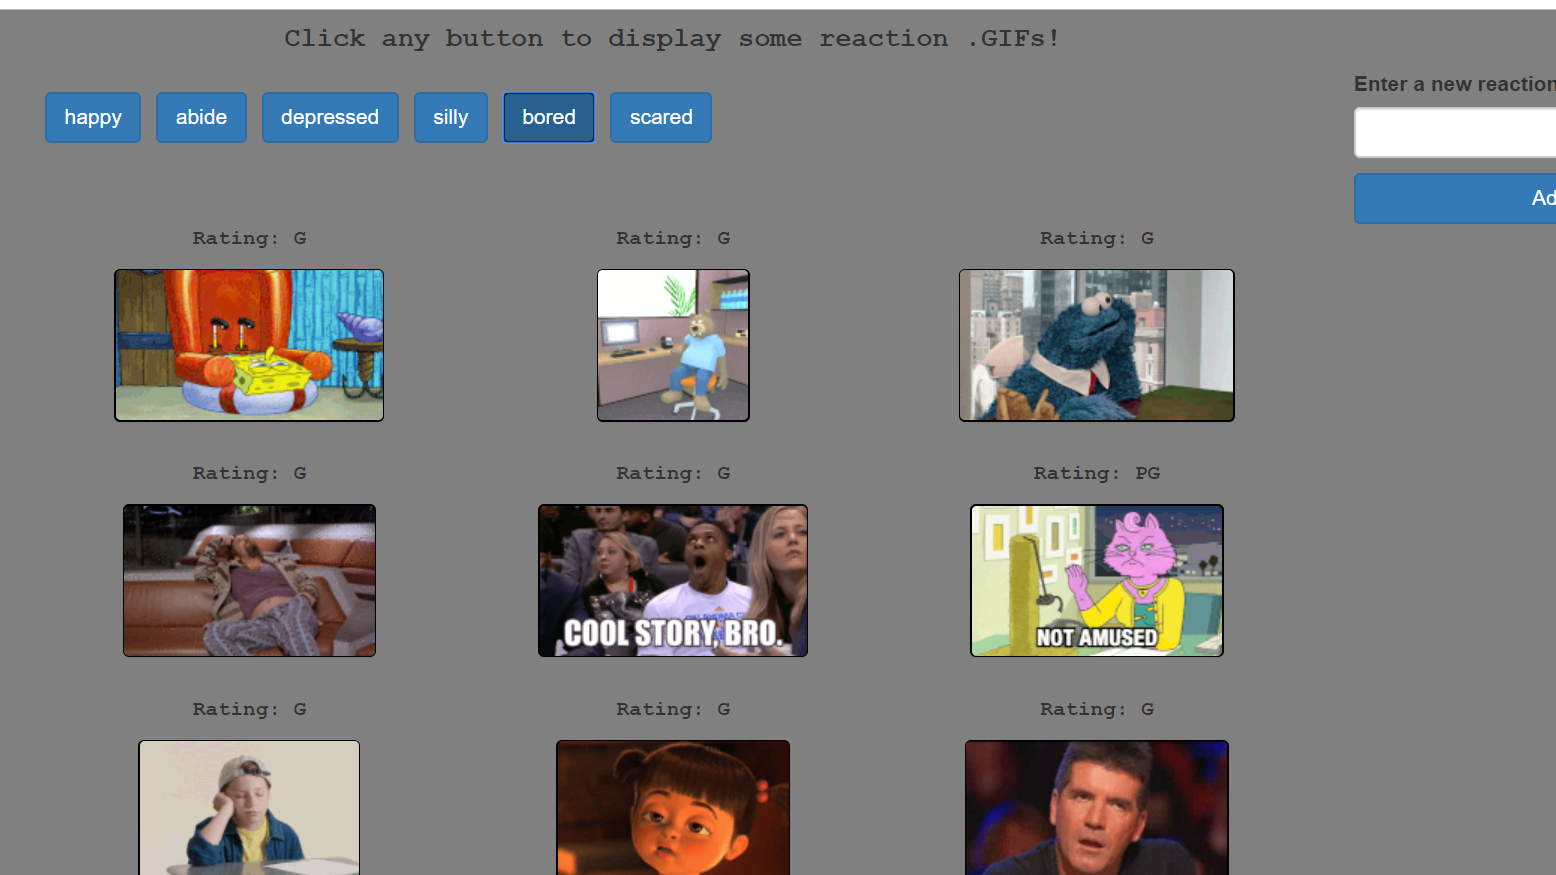 Click any button to display some reaction .GIFs!
Enter a new reaction
happy abide depressed silly bored scared
Ad
Rating: G Rating: G Rating: G
Rating: G Rating: G Rating: PG
COOL STORY, BRO. NOT AMUSED
Rating: G Rating: G Rating: G